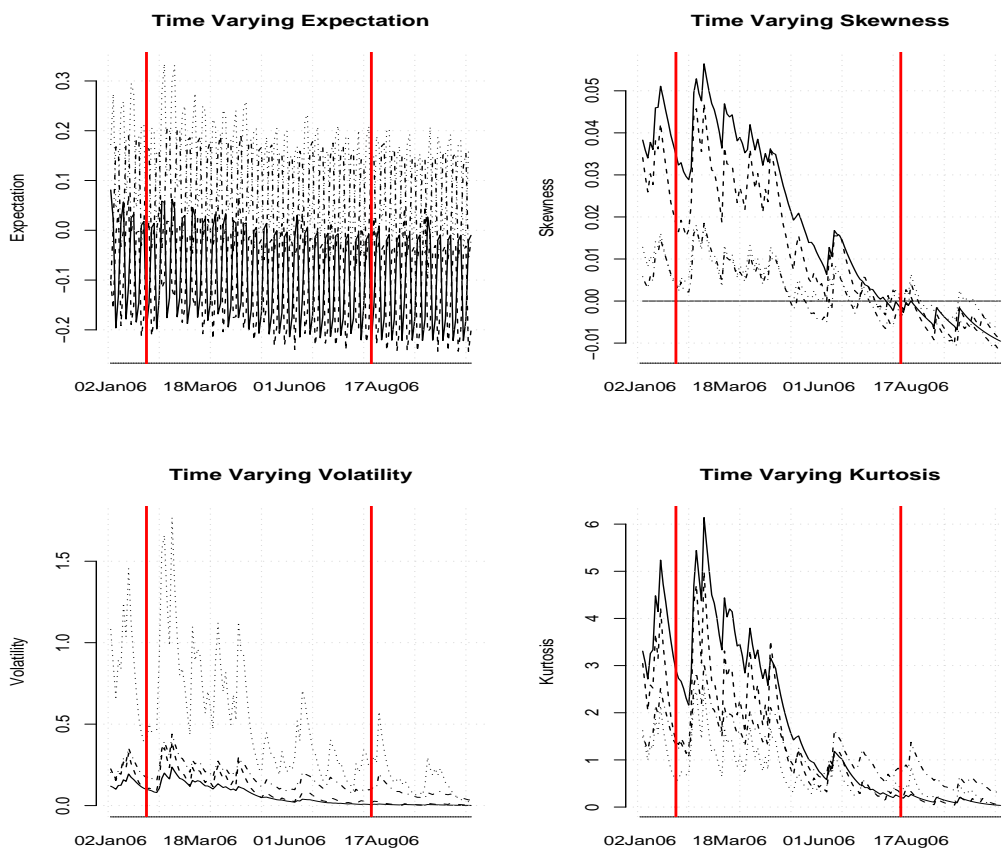 Time Varying Expectation
Expectation
0.3
0.2
0.1
0.0
−0.1
−0.2
02Jan06 18Mar06 01Jun06 17Aug06
Time Varying Skewness
Skewness
0.05
0.04
0.03
0.02
0.01
0.00
−0.01
02Jan06 18Mar06 01Jun06 17Aug06
Time Varying Volatility
Volatility
1.5
1.0
0.5
0.0
02Jan06 18Mar06 01Jun06 17Aug06
Time Varying Kurtosis
Kurtosis
6
5
4
3
2
1
0
02Jan06 18Mar06 01Jun06 17Aug06